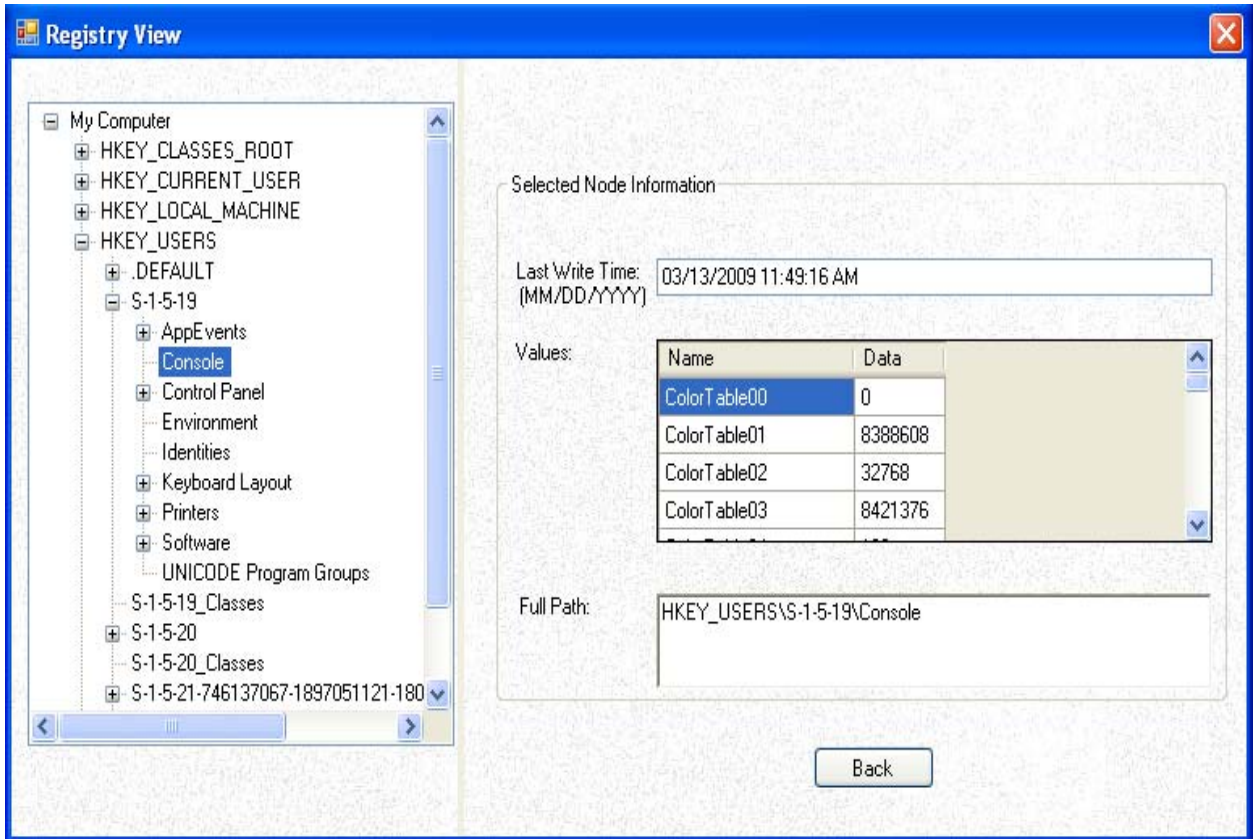 Registry View
My Computer
HKEY_CLASSES_ROOT
HKEY_CURRENT_USER
HKEY_LOCAL_MACHINE
HKEY_USERS
.DEFAULT
S-1-5-19
AppEvents
Console
Control Panel
Environment
Identities
Keyboard Layout
Printers
Software
UNICODE Program Groups
S-1-5-19_Classes
S-1-5-20
S-1-5-20_Classes
S-1-5-21-746137067-1897051121-180
Selected Node Information
Last Write Time: 03/13/2009 11:49:16 AM
(MM/DD/YYYY)
Values:
Name Data
ColorTable00 0
ColorTable01 8388608
ColorTable02 32768
ColorTable03 8421376
Full Path: HKEY_USERS\S-1-5-19\Console
Back